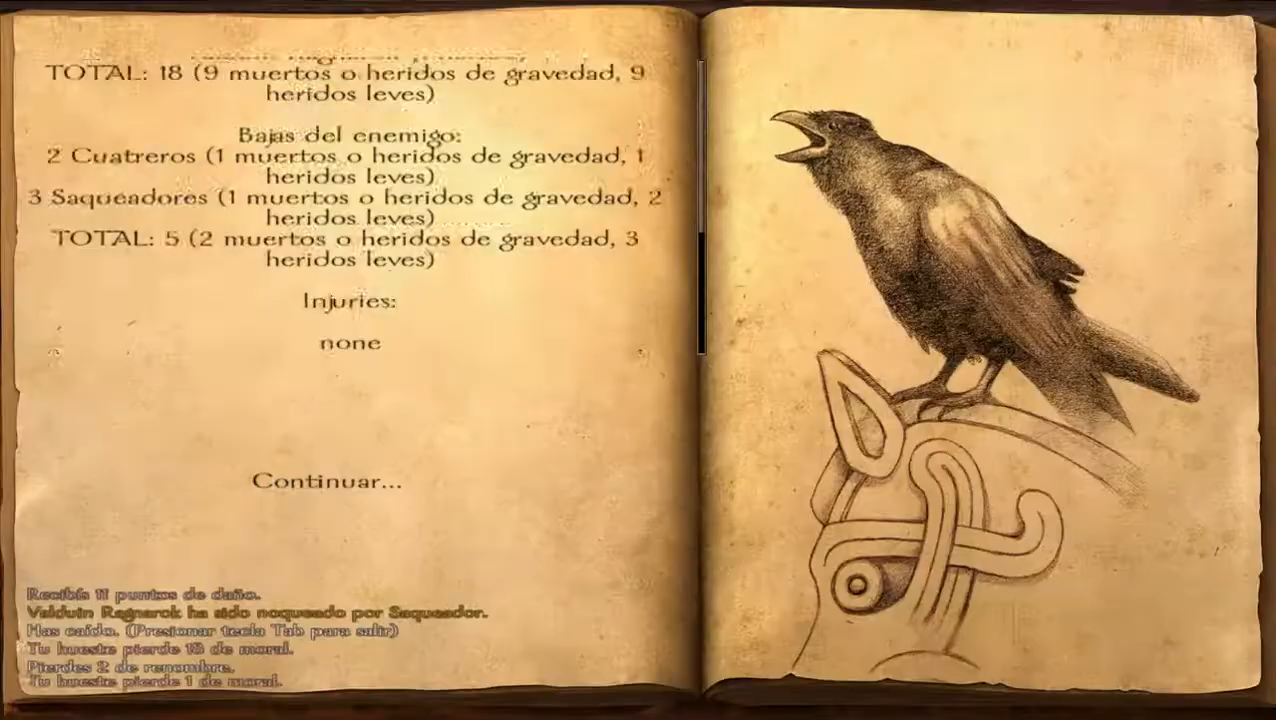 TOTAL: 18 (9 muertos o heridos de gravedad, 9
heridos leves)
Bajas del enemigo:
2 Cuatreros (1 muertos o heridos de gravedad, 1
heridos leves)
3 Saqueadores (1 muertos o heridos de gravedad, 2
heridos leves)
TOTAL: 5 (2 muertos o heridos de gravedad, 3
heridos leves)
Injuries:
none
Continuar...
Recibís 11 puntos de daño.
Valduin Ragnarok ha sido noqueado por Saqueador.
Has caído. (Presionar tecla Tab para salir)
Tu hueste pierde de moral.
Pierdes 2 de renombre.
Tu hueste pierde 1 de moral.